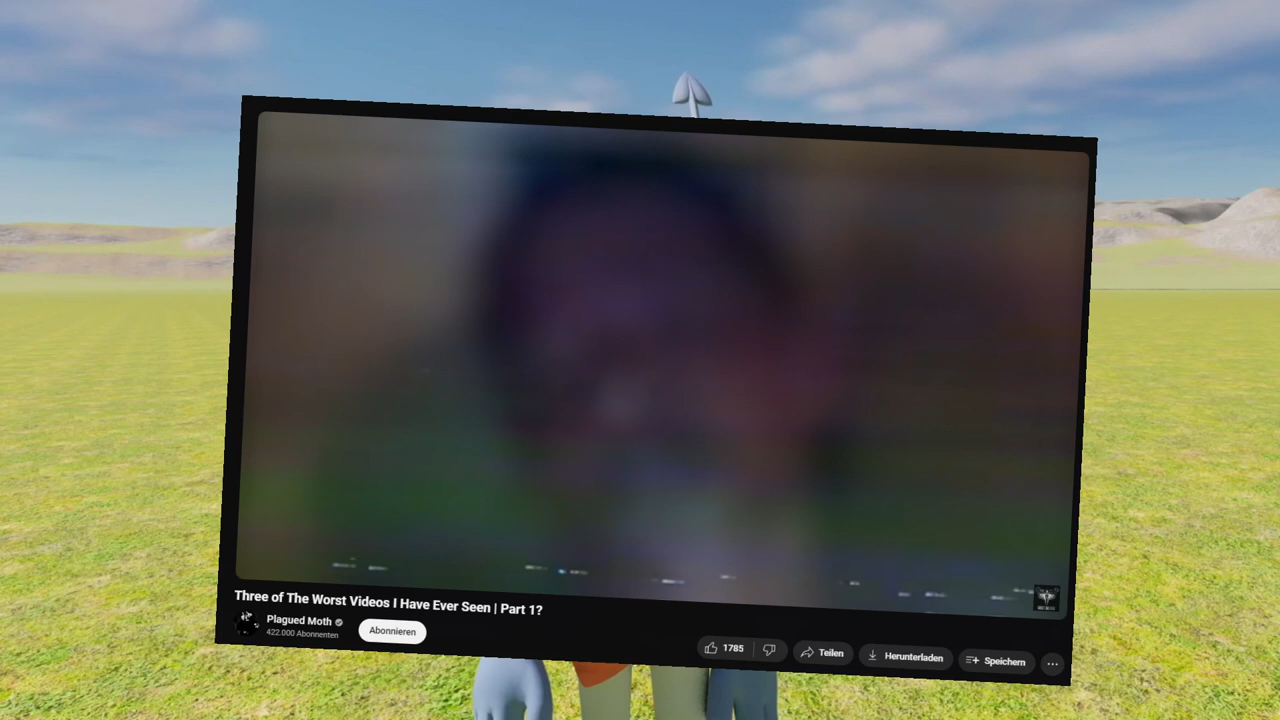 Three of The Worst Videos I Have Ever Seen | Part 1?
Plagued Moth
422.000 Abonnenten
Abonnieren
1785
Teilen
Herunterladen
Speichern